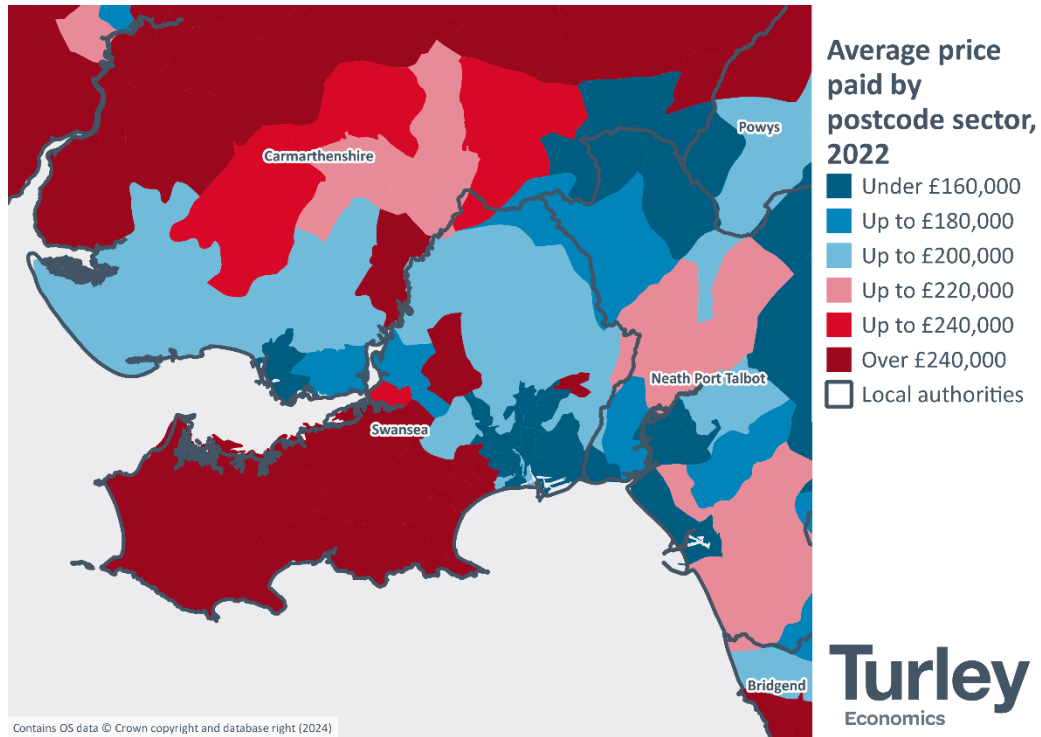 Average price
paid by
postcode sector,
2022
Under £160,000
Up to £180,000
Up to £200,000
Up to £220,000
Up to £240,000
Over £240,000
Local authorities
Powys
Carmarthenshire
Neath Port Talbot
Swansea
Bridgend
Turley
Economics
Contains OS data © Crown copyright and database right (2024)